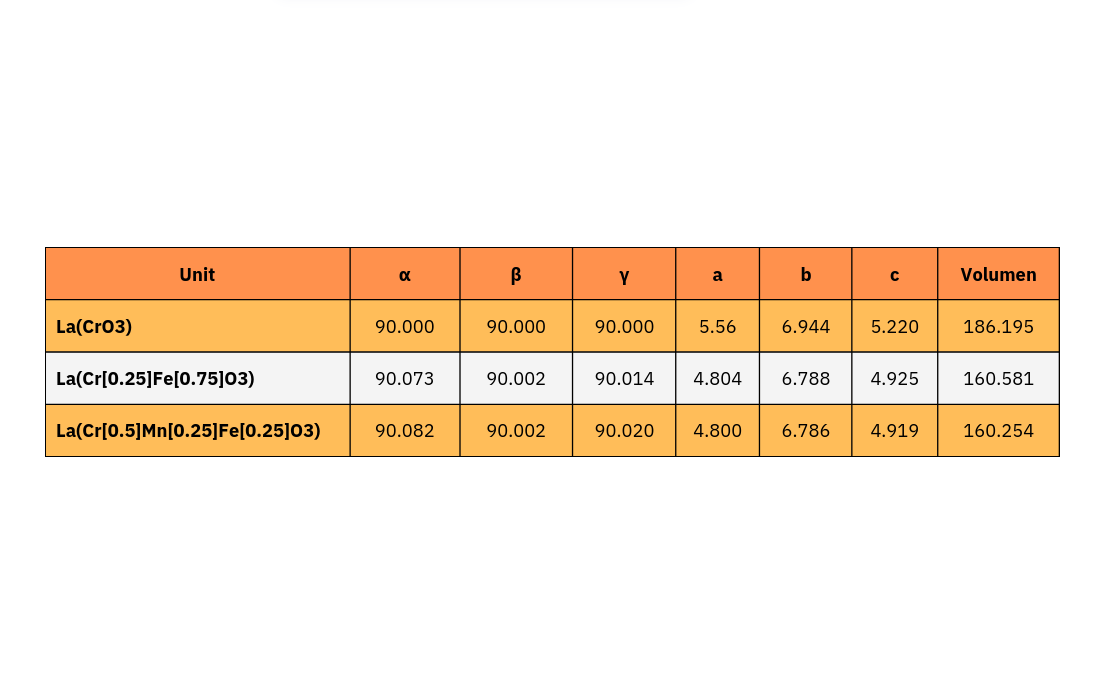 Unit α β γ a b c Volumen
La(CrO3) 90.000 90.000 90.000 5.56 6.944 5.220 186.195
La(Cr[0.25]Fe[0.75]O3) 90.073 90.002 90.014 4.804 6.788 4.925 160.581
La(Cr[0.5]Mn[0.25]Fe[0.25]O3) 90.082 90.002 90.020 4.800 6.786 4.919 160.254